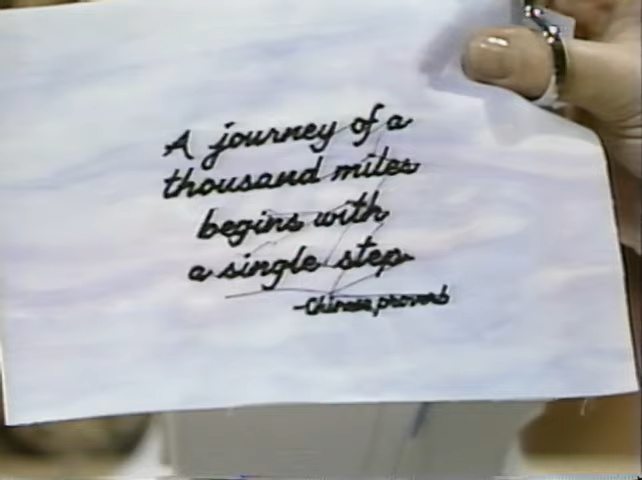 A journey of a
thousand miles
begins with
a single step
-Chinese proverb